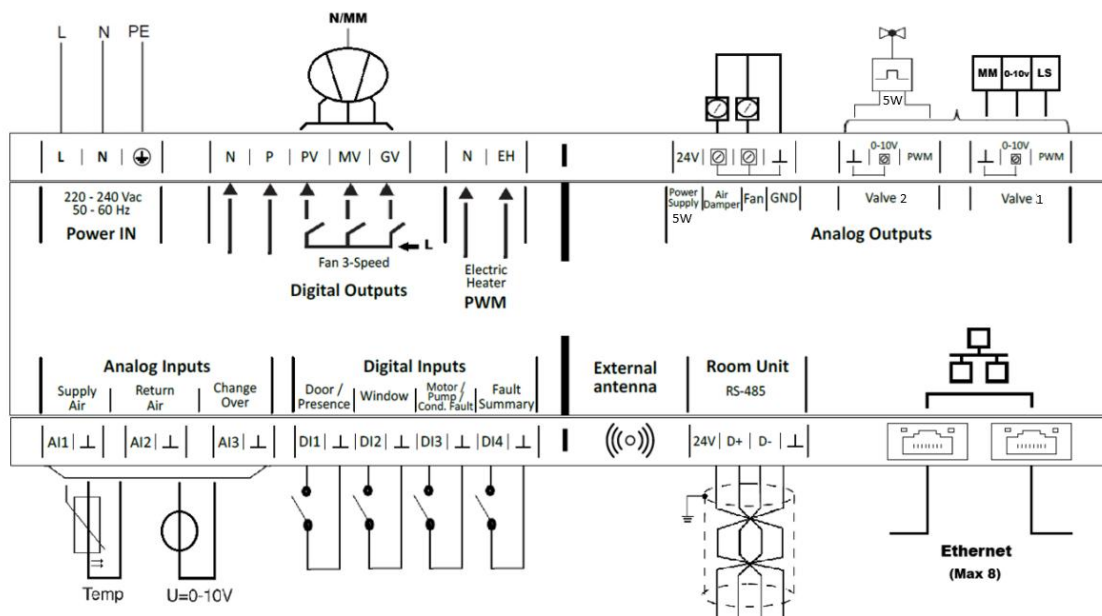 L N PE
N/MM
5W
MM 0-10v LS
L N
N P PV MV GV
N EH
24V
0-10V
⊥ PWM
0-10V
⊥ PWM
220 - 240 Vac
50 - 60 Hz
Power IN
L
Fan 3-Speed
Digital Outputs
Electric
Heater
PWM
Power
Supply
5W
Air
Damper
Fan
GND
Valve 2
Valve 1
Analog Outputs
Analog Inputs
Supply
Air
Return
Air
Change
Over
Digital Inputs
Door /
Presence
Window
Motor /
Pump /
Cond. Fault
Fault
Summary
External
antenna
Room Unit
RS-485
AI1 ⊥ AI2 ⊥ AI3 ⊥
DI1 ⊥ DI2 ⊥ DI3 ⊥ DI4 ⊥
24V D+ D- ⊥
Temp
U=0-10V
Ethernet
(Max 8)